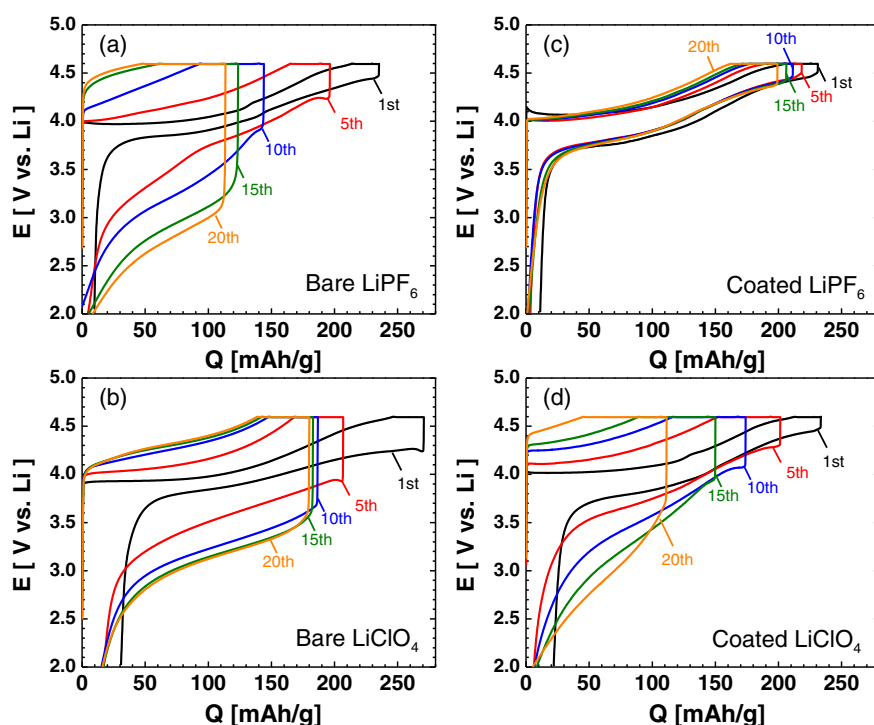 (a)
5.0
4.5
4.0
3.5
3.0
2.5
2.0
E [ V vs. Li ]
1st
5th
10th
15th
20th
Bare LiPF6
0 50 100 150 200 250
Q [mAh/g]
(c)
5.0
4.5
4.0
3.5
3.0
2.5
2.0
E [ V vs. Li ]
20th
10th
1st
5th
15th
Coated LiPF6
0 50 100 150 200 250
Q [mAh/g]
(b)
5.0
4.5
4.0
3.5
3.0
2.5
2.0
E [ V vs. Li ]
1st
5th
10th
15th
20th
Bare LiClO4
0 50 100 150 200 250
Q [mAh/g]
(d)
5.0
4.5
4.0
3.5
3.0
2.5
2.0
E [ V vs. Li ]
1st
5th
10th
15th
20th
Coated LiClO4
0 50 100 150 200 250
Q [mAh/g]